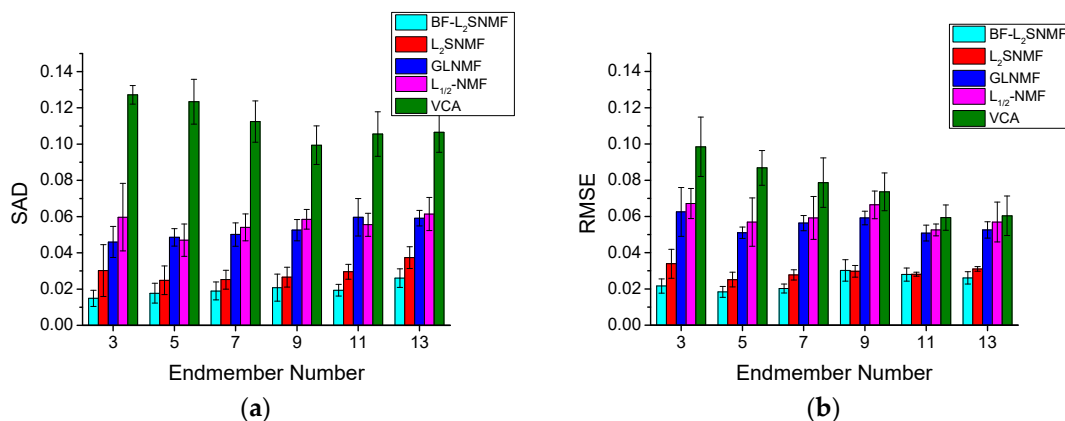 BF-L₂SNMF
L₂SNMF
GLNMF
L₁/₂-NMF
VCA
0.14
0.12
0.10
0.08
0.06
0.04
0.02
0.00
SAD
3 5 7 9 11 13
Endmember Number
(a)
BF-L₂SNMF
L₂SNMF
GLNMF
L₁/₂-NMF
VCA
0.14
0.12
0.10
0.08
0.06
0.04
0.02
0.00
RMSE
3 5 7 9 11 13
Endmember Number
(b)